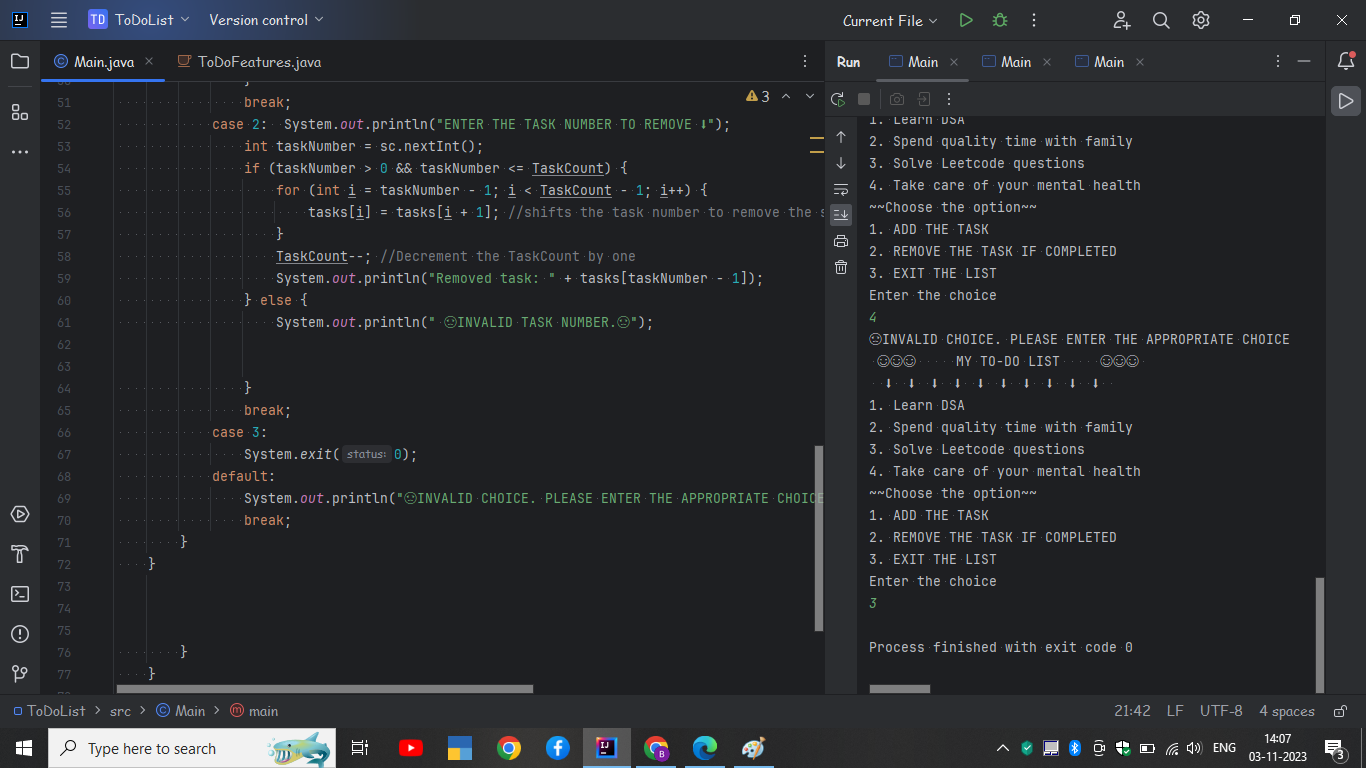 TD ToDoList Version control Current File
Main.java ToDoFeatures.java Run Main Main Main
3
51 break;
52 case 2: System.out.println("ENTER THE TASK NUMBER TO REMOVE ⬇");
53 int taskNumber = sc.nextInt();
54 if (taskNumber > 0 && taskNumber <= TaskCount) {
55 for (int i = taskNumber - 1; i < TaskCount - 1; i++) {
56 tasks[i] = tasks[i + 1]; //shifts the task number to remove the
57 }
58 TaskCount--; //Decrement the TaskCount by one
59 System.out.println("Removed task: " + tasks[taskNumber - 1]);
60 } else {
61 System.out.println(" 😐INVALID TASK NUMBER.😐");
62
63
64 }
65 break;
66 case 3:
67 System.exit( status: 0);
68 default:
69 System.out.println("😐INVALID CHOICE. PLEASE ENTER THE APPROPRIATE CHOICE
70 break;
71 }
72 }
73
74
75
76 }
77 }
1. Learn DSA
2. Spend quality time with family
3. Solve Leetcode questions
4. Take care of your mental health
~~Choose the option~~
1. ADD THE TASK
2. REMOVE THE TASK IF COMPLETED
3. EXIT THE LIST
Enter the choice
4
😐INVALID CHOICE. PLEASE ENTER THE APPROPRIATE CHOICE
😊😊😊 MY TO-DO LIST 😊😊😊
⬇ ⬇ ⬇ ⬇ ⬇ ⬇ ⬇ ⬇ ⬇ ⬇
1. Learn DSA
2. Spend quality time with family
3. Solve Leetcode questions
4. Take care of your mental health
~~Choose the option~~
1. ADD THE TASK
2. REMOVE THE TASK IF COMPLETED
3. EXIT THE LIST
Enter the choice
3
Process finished with exit code 0
ToDoList > src > Main > main 21:42 LF UTF-8 4 spaces
Type here to search
ENG 14:07
03-11-2023
3